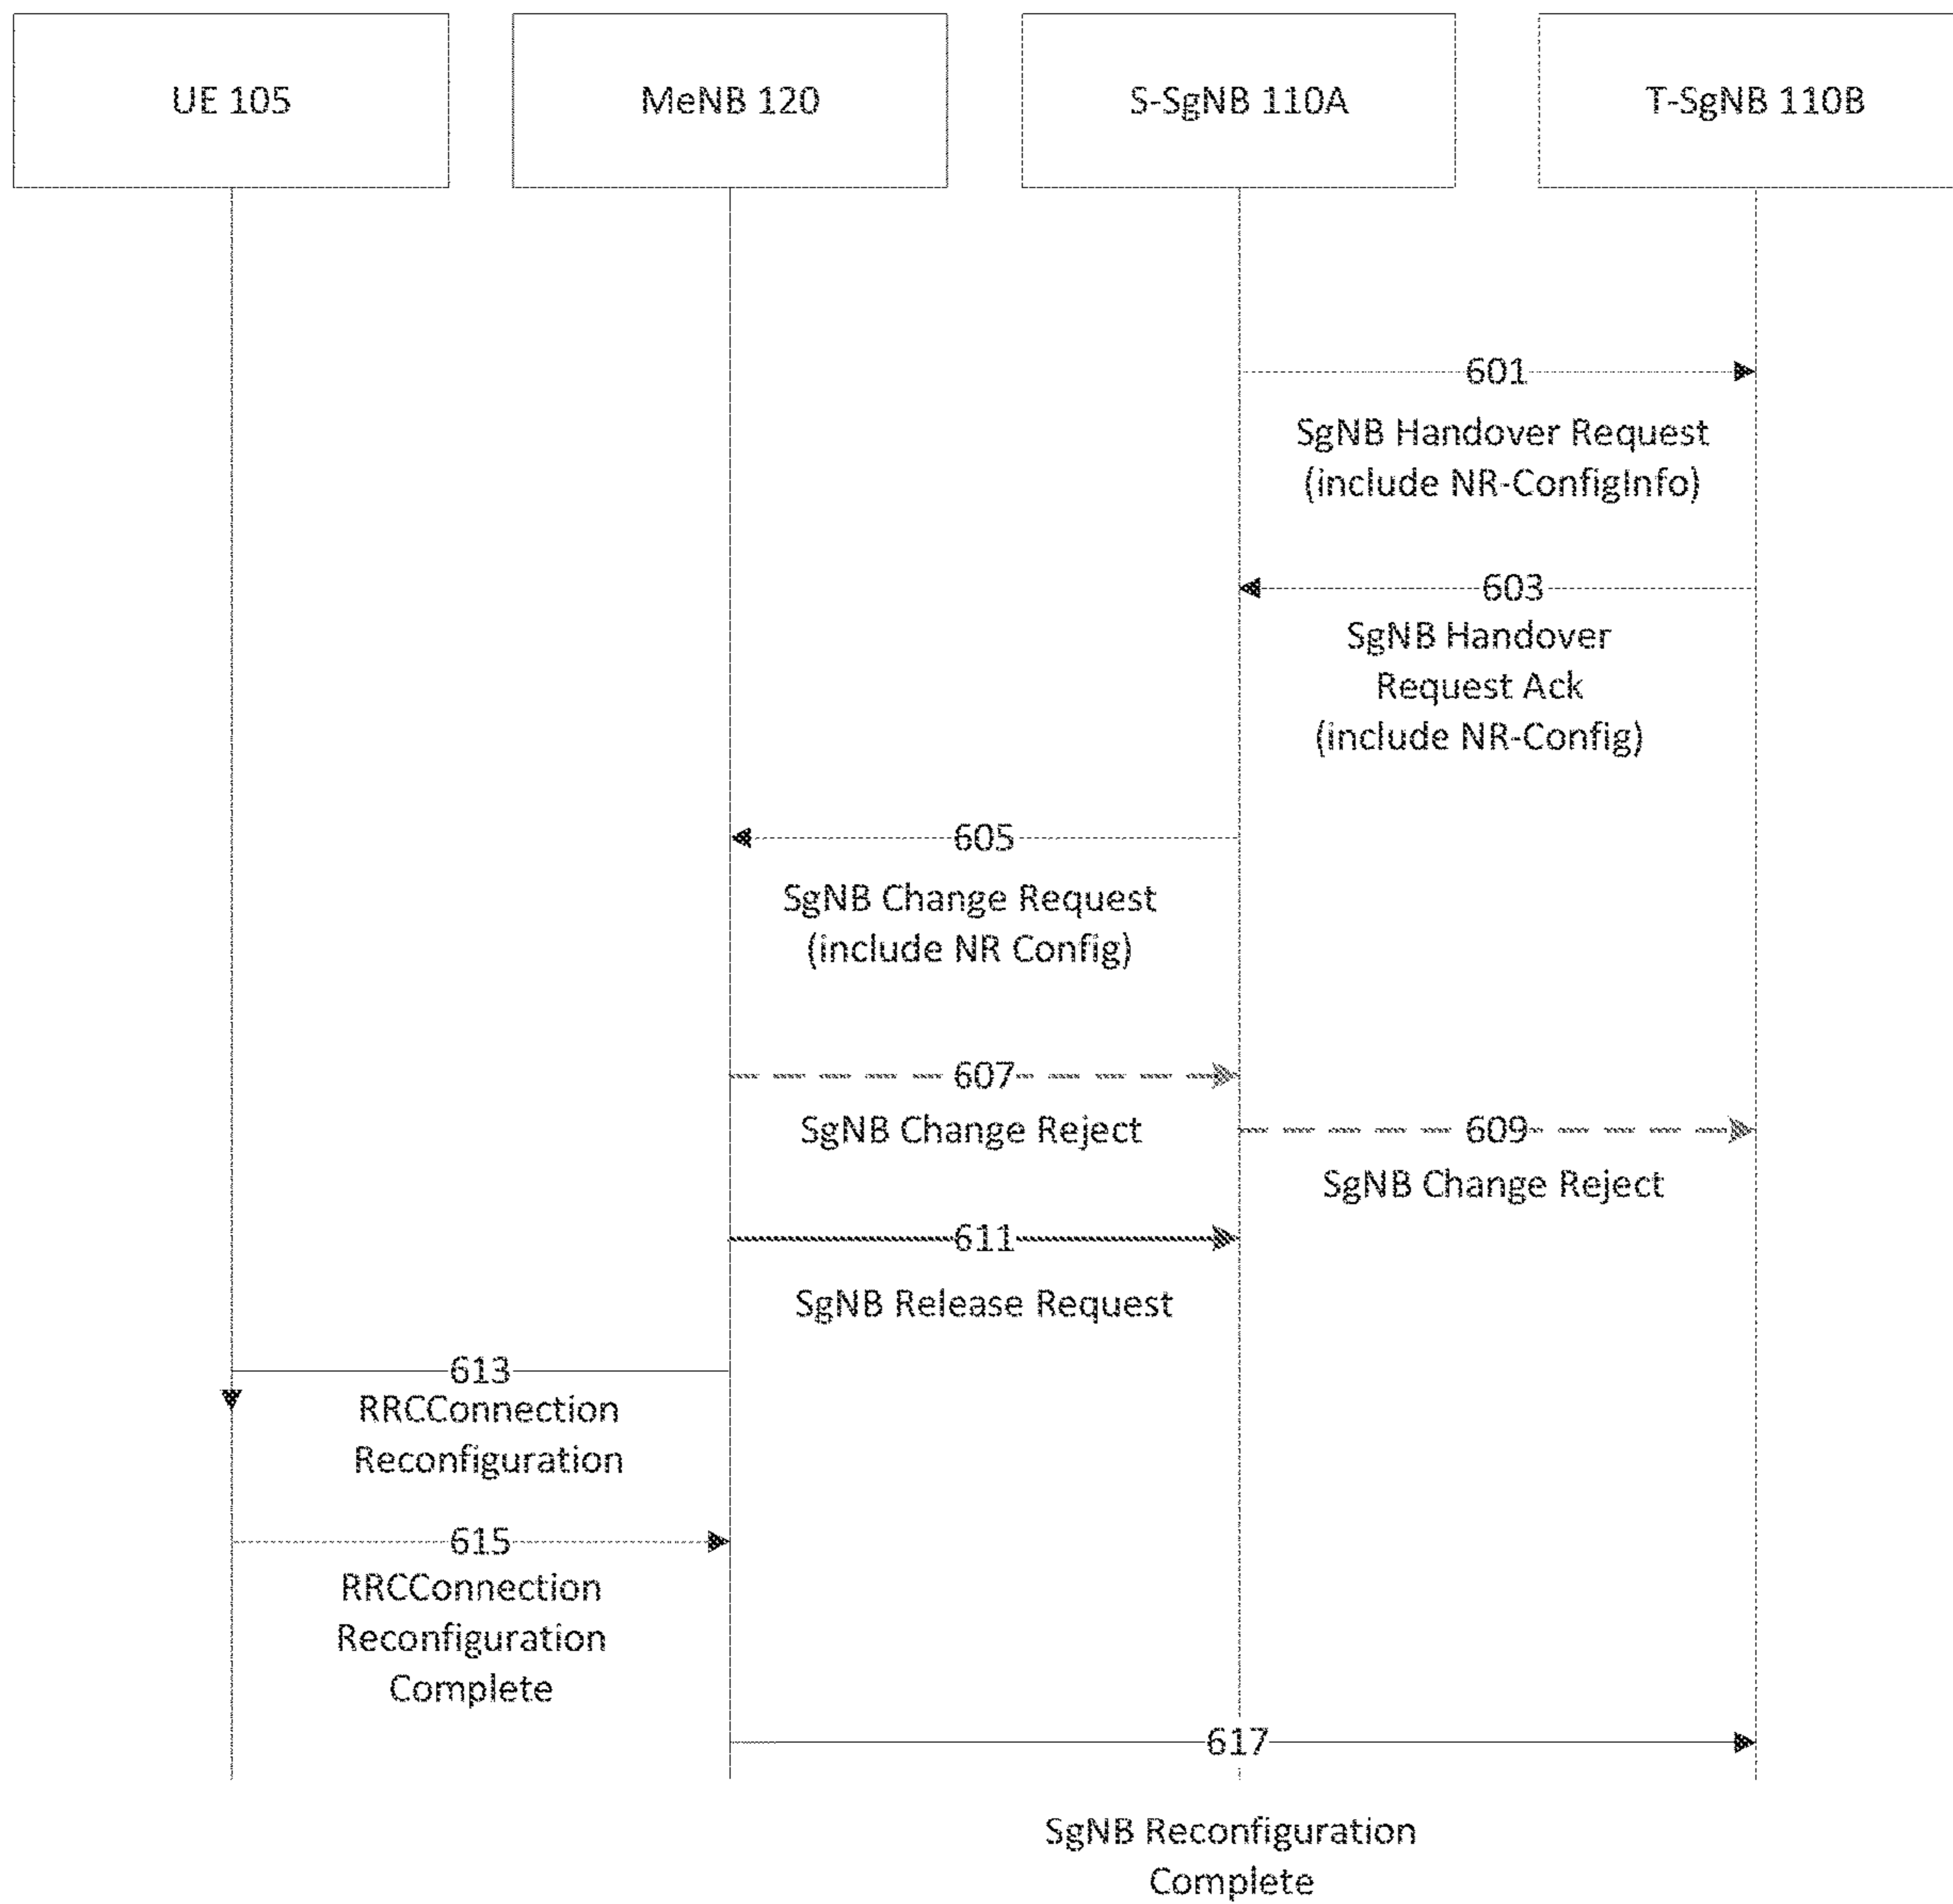 UE 105
MeNB 120
S-SgNB 110A
T-SgNB 110B
601
SgNB Handover Request
(include NR-ConfigInfo)
603
SgNB Handover
Request Ack
(include NR-Config)
605
SgNB Change Request
(include NR Config)
607
SgNB Change Reject
609
SgNB Change Reject
611
SgNB Release Request
613
RRCConnection
Reconfiguration
615
RRCConnection
Reconfiguration
Complete
617
SgNB Reconfiguration
Complete